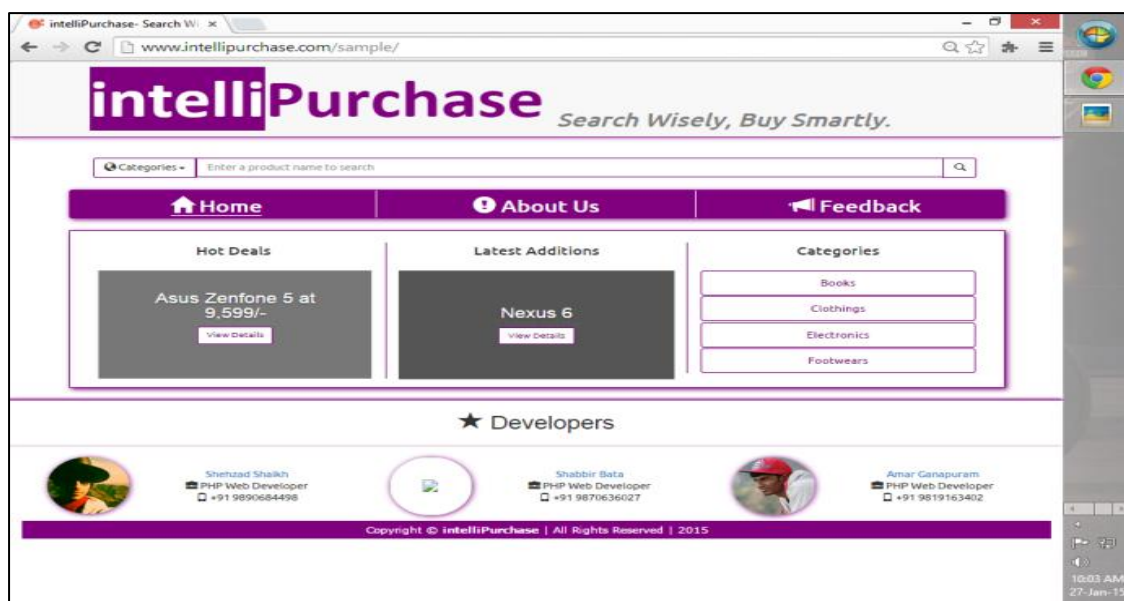 intelliPurchase- Search Wi
www.intellipurchase.com/sample/
intelliPurchase Search Wisely, Buy Smartly.
Categories Enter a product name to search
Home About Us Feedback
Hot Deals Latest Additions Categories
Asus Zenfone 5 at
9,599/-
View Details
Nexus 6
View Details
Books
Clothings
Electronics
Footwears
Developers
Shehzad Shaikh
PHP Web Developer
+91 9890684498
Shabbir Bata
PHP Web Developer
+91 9870636027
Amar Ganapuram
PHP Web Developer
+91 9819163402
Copyright © intelliPurchase | All Rights Reserved | 2015
10:03 AM
27-Jan-15